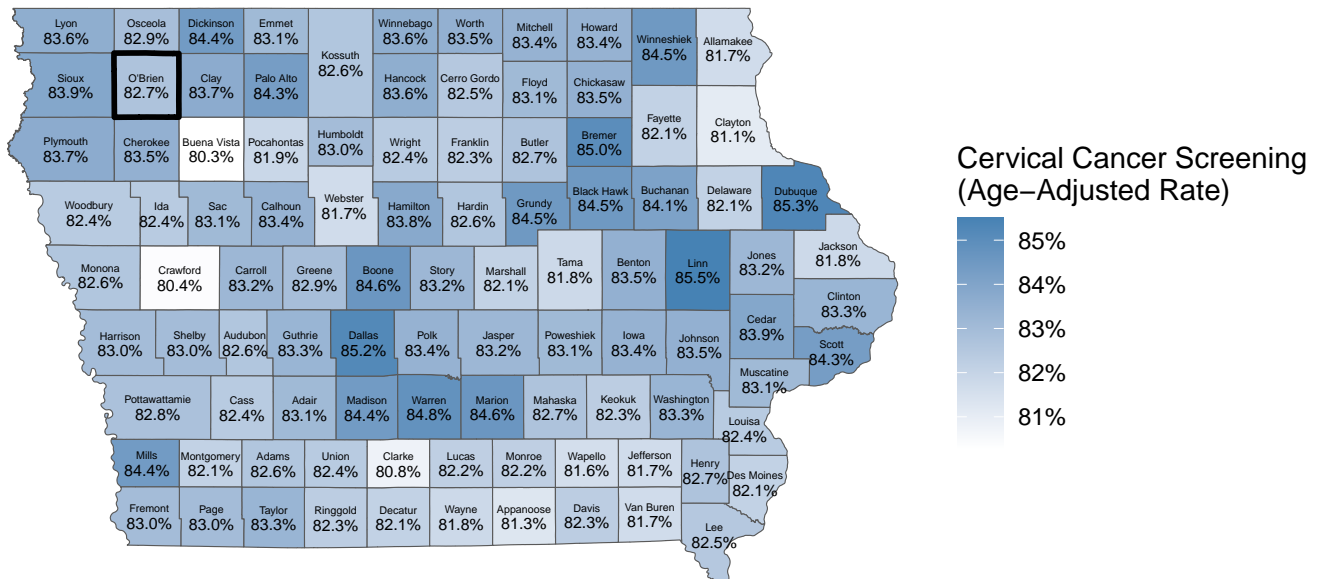 Lyon
83.6%
Osceola
82.9%
Dickinson
84.4%
Emmet
83.1%
Kossuth
82.6%
Winnebago
83.6%
Worth
83.5%
Mitchell
83.4%
Howard
83.4%
Winneshiek
84.5%
Allamakee
81.7%
Sioux
83.9%
O'Brien
82.7%
Clay
83.7%
Palo Alto
84.3%
Hancock
83.6%
Cerro Gordo
82.5%
Floyd
83.1%
Chickasaw
83.5%
Fayette
82.1%
Clayton
81.1%
Plymouth
83.7%
Cherokee
83.5%
Buena Vista
80.3%
Pocahontas
81.9%
Humboldt
83.0%
Wright
82.4%
Franklin
82.3%
Butler
82.7%
Bremer
85.0%
Woodbury
82.4%
Ida
82.4%
Sac
83.1%
Calhoun
83.4%
Webster
81.7%
Hamilton
83.8%
Hardin
82.6%
Grundy
84.5%
Black Hawk
84.5%
Buchanan
84.1%
Delaware
82.1%
Dubuque
85.3%
Monona
82.6%
Crawford
80.4%
Carroll
83.2%
Greene
82.9%
Boone
84.6%
Story
83.2%
Marshall
82.1%
Tama
81.8%
Benton
83.5%
Linn
85.5%
Jones
83.2%
Jackson
81.8%
Clinton
83.3%
Harrison
83.0%
Shelby
83.0%
Audubon
82.6%
Guthrie
83.3%
Dallas
85.2%
Polk
83.4%
Jasper
83.2%
Poweshiek
83.1%
Iowa
83.4%
Johnson
83.5%
Cedar
83.9%
Scott
84.3%
Muscatine
83.1%
Pottawattamie
82.8%
Cass
82.4%
Adair
83.1%
Madison
84.4%
Warren
84.8%
Marion
84.6%
Mahaska
82.7%
Keokuk
82.3%
Washington
83.3%
Louisa
82.4%
Mills
84.4%
Montgomery
82.1%
Adams
82.6%
Union
82.4%
Clarke
80.8%
Lucas
82.2%
Monroe
82.2%
Wapello
81.6%
Jefferson
81.7%
Henry
82.7%
Des Moines
82.1%
Fremont
83.0%
Page
83.0%
Taylor
83.3%
Ringgold
82.3%
Decatur
82.1%
Wayne
81.8%
Appanoose
81.3%
Davis
82.3%
Van Buren
81.7%
Lee
82.5%
Cervical Cancer Screening
(Age−Adjusted Rate)
85%
84%
83%
82%
81%